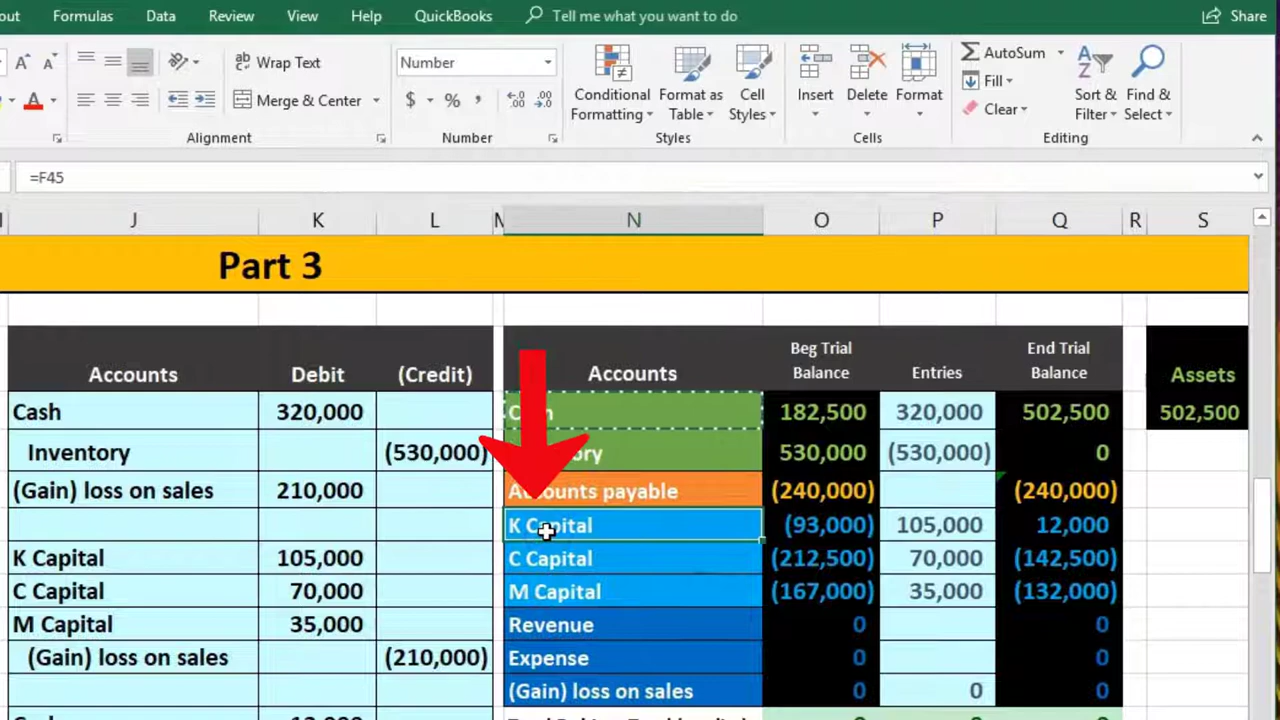 out Formulas Data Review View Help QuickBooks Tell me what you want to do Share
A A ab Wrap Text Number AutoSum
A Merge & Center $ % , Conditional Formatting Format as Table Cell Styles Insert Delete Format Fill Clear Sort & Filter Find & Select
Alignment Number Styles Cells Editing
=F45
J K L M N O P Q R S
Part 3
Accounts Debit (Credit) Accounts Beg Trial Balance Entries End Trial Balance Assets
Cash 320,000 182,500 320,000 502,500 502,500
Inventory (530,000) 530,000 (530,000) 0
(Gain) loss on sales 210,000 Accounts payable (240,000) (240,000)
K Capital (93,000) 105,000 12,000
K Capital 105,000 C Capital (212,500) 70,000 (142,500)
C Capital 70,000 M Capital (167,000) 35,000 (132,000)
M Capital 35,000 Revenue 0 0
(Gain) loss on sales (210,000) Expense 0 0
(Gain) loss on sales 0 0 0